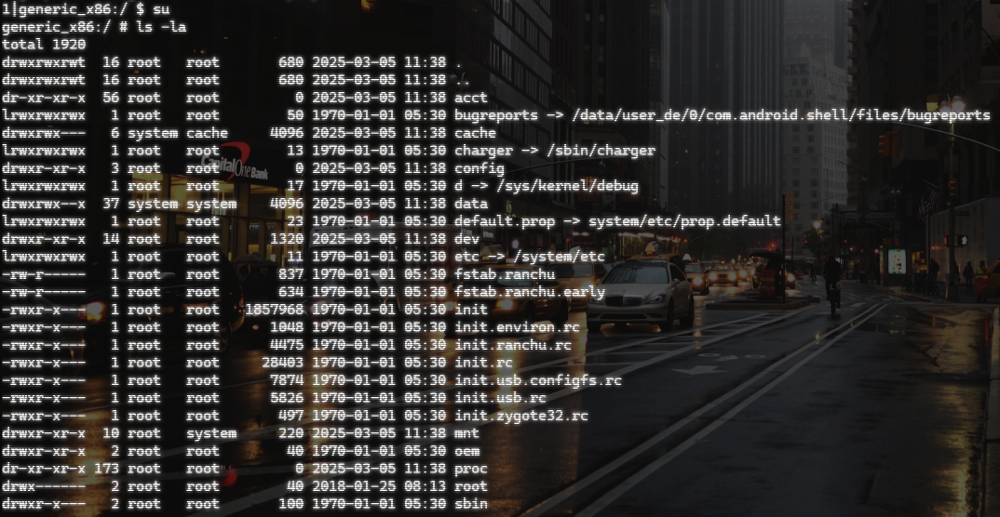 1|generic_x86:/ $ su
generic_x86:/ # ls -la
total 1920
drwxrwxrwt  16 root   root       680 2025-03-05 11:38 .
drwxrwxrwt  16 root   root       680 2025-03-05 11:38 ..
dr-xr-xr-x  56 root   root         0 2025-03-05 11:38 acct
lrwxrwxrwx   1 root   root        50 1970-01-01 05:30 bugreports -> /data/user_de/0/com.android.shell/files/bugreports
drwxrwx---   6 system cache     4096 2025-03-05 11:38 cache
lrwxrwxrwx   1 root   root        13 1970-01-01 05:30 charger -> /sbin/charger
drwxr-xr-x   3 root   root         0 2025-03-05 11:38 config
lrwxrwxrwx   1 root   root        17 1970-01-01 05:30 d -> /sys/kernel/debug
drwxrwx--x  37 system system    4096 2025-03-05 11:38 data
lrwxrwxrwx   1 root   root        23 1970-01-01 05:30 default.prop -> system/etc/prop.default
drwxr-xr-x  14 root   root      1320 2025-03-05 11:38 dev
lrwxrwxrwx   1 root   root        11 1970-01-01 05:30 etc -> /system/etc
-rw-r-----   1 root   root       837 1970-01-01 05:30 fstab.ranchu
-rw-r-----   1 root   root       634 1970-01-01 05:30 fstab.ranchu.early
-rwxr-x---   1 root   root   1857968 1970-01-01 05:30 init
-rwxr-x---   1 root   root      1048 1970-01-01 05:30 init.environ.rc
-rwxr-x---   1 root   root      4475 1970-01-01 05:30 init.ranchu.rc
-rwxr-x---   1 root   root     28403 1970-01-01 05:30 init.rc
-rwxr-x---   1 root   root      7874 1970-01-01 05:30 init.usb.configfs.rc
-rwxr-x---   1 root   root      5826 1970-01-01 05:30 init.usb.rc
-rwxr-x---   1 root   root       497 1970-01-01 05:30 init.zygote32.rc
drwxr-xr-x  10 root   system     220 2025-03-05 11:38 mnt
drwxr-xr-x   2 root   root        40 1970-01-01 05:30 oem
dr-xr-xr-x 173 root   root         0 2025-03-05 11:38 proc
drwx------   2 root   root        40 2018-01-25 08:13 root
drwxr-x---   2 root   root       100 1970-01-01 05:30 sbin
Capital One Bank